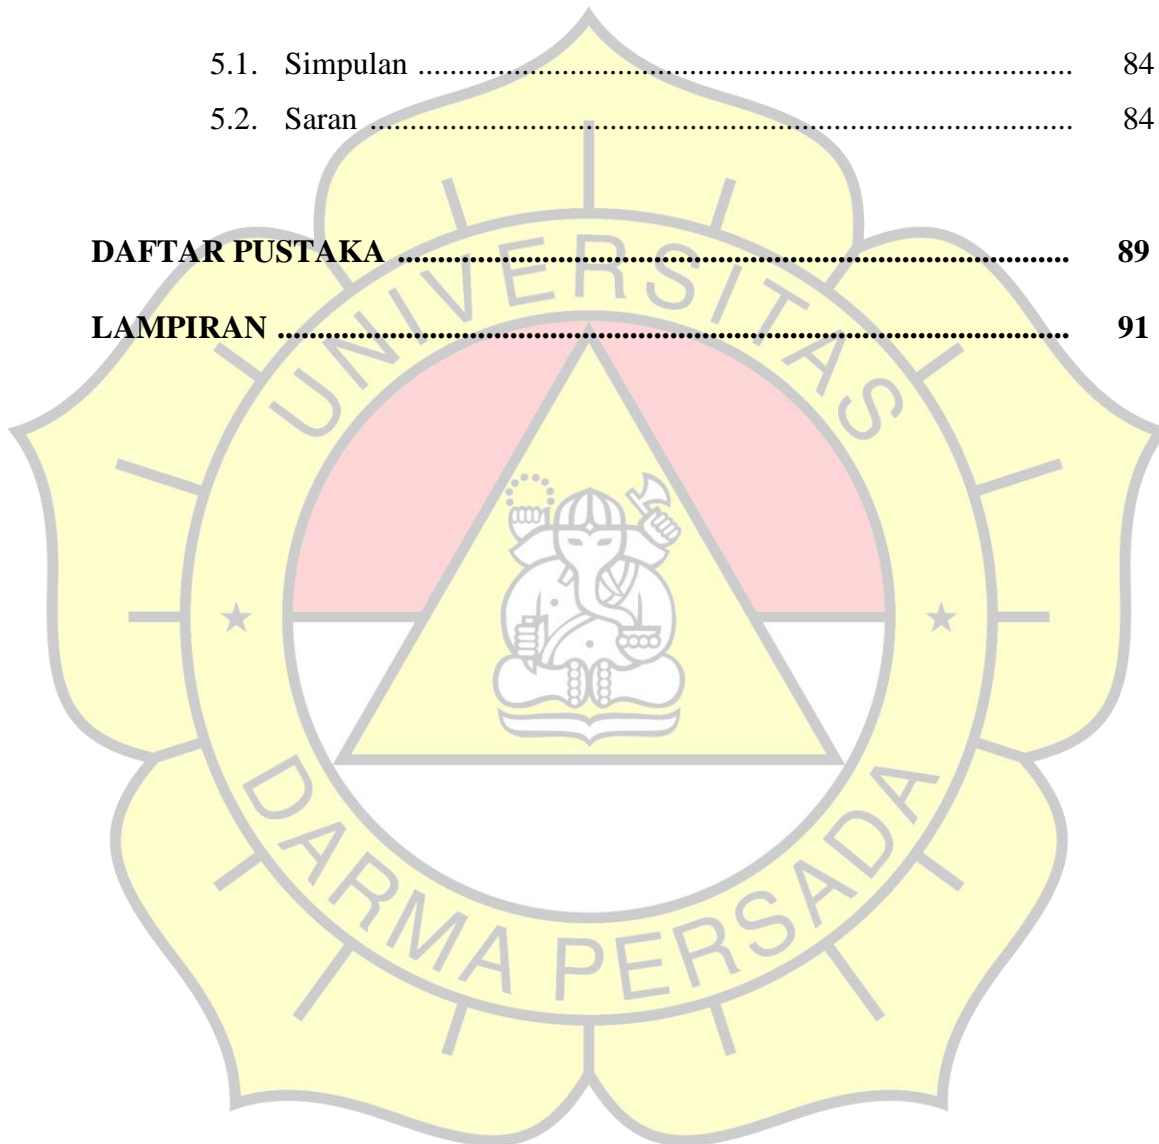 5.1. Simpulan ..................................................................... 84
5.2. Saran .......................................................................... 84
DAFTAR PUSTAKA ..................................................................... 89
LAMPIRAN .................................................................................. 91
UNIVERSITAS
DARMA PERSADA